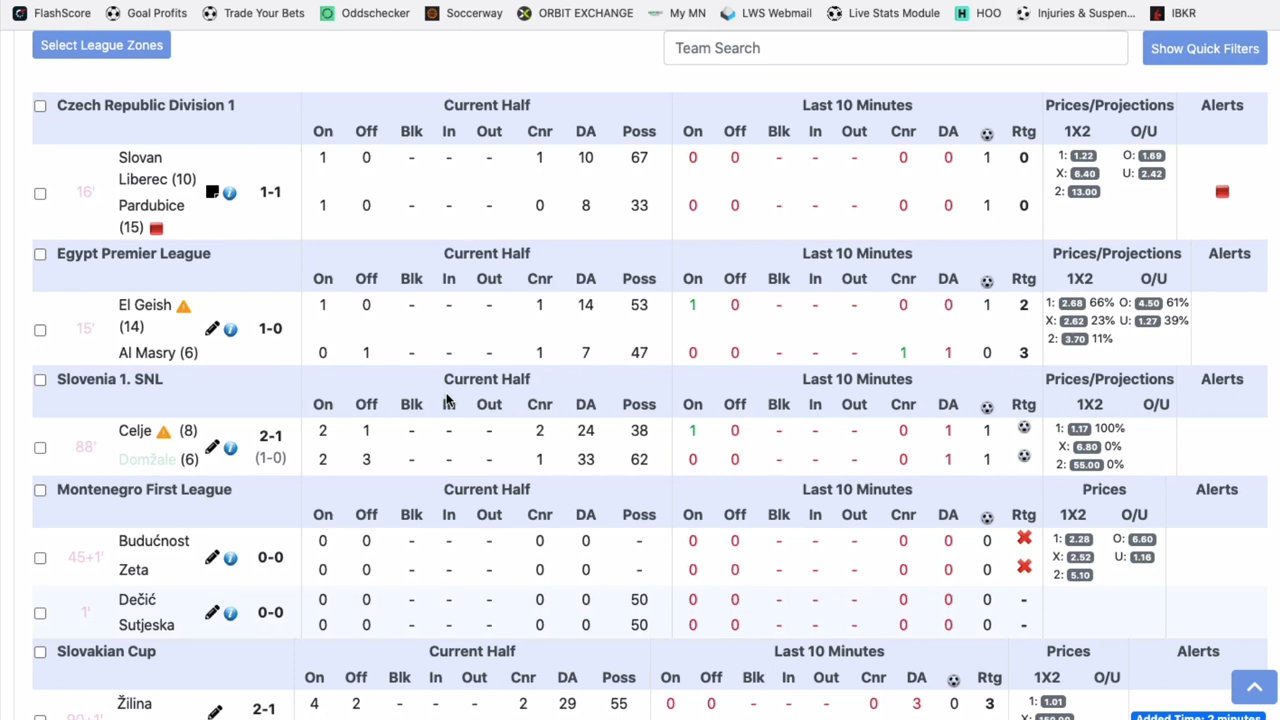 FlashScore Goal Profits Trade Your Bets Oddschecker Soccerway ORBIT EXCHANGE My MN LWS Webmail Live Stats Module HOO Injuries & Suspen... IBKR
Select League Zones Team Search Show Quick Filters
Czech Republic Division 1 Current Half Last 10 Minutes Prices/Projections Alerts
On Off Blk In Out Cnr DA Poss On Off Blk In Out Cnr DA Rtg 1X2 O/U
Slovan 1 0 - - - 1 10 67 0 0 - - - 0 0 1 0 1: 1.22 O: 1.69
Liberec (10) X: 6.40 U: 2.42
16' 1-1 2: 13.00
Pardubice 1 0 - - - 0 8 33 0 0 - - - 0 0 1 0
(15)
Egypt Premier League Current Half Last 10 Minutes Prices/Projections Alerts
On Off Blk In Out Cnr DA Poss On Off Blk In Out Cnr DA Rtg 1X2 O/U
El Geish 1 0 - - - 1 14 53 1 0 - - - 0 0 1 2 1: 2.68 66% O: 4.50 61%
15' (14) 1-0 X: 2.62 23% U: 1.27 39%
2: 3.70 11%
Al Masry (6) 0 1 - - - 1 7 47 0 0 - - - 1 1 0 3
Slovenia 1. SNL Current Half Last 10 Minutes Prices/Projections Alerts
On Off Blk In Out Cnr DA Poss On Off Blk In Out Cnr DA Rtg 1X2 O/U
Celje (8) 2-1 2 1 - - - 2 24 38 1 0 - - - 0 1 1 1: 1.17 100%
88' X: 6.80 0%
Domžale (6) (1-0) 2 3 - - - 1 33 62 0 0 - - - 0 1 1 2: 55.00 0%
Montenegro First League Current Half Last 10 Minutes Prices Alerts
On Off Blk In Out Cnr DA Poss On Off Blk In Out Cnr DA Rtg 1X2 O/U
Budućnost 0 0 - - - 0 0 - 0 0 - - - 0 0 0 1: 2.28 O: 6.60
45+1' 0-0 X: 2.52 U: 1.16
Zeta 0 0 - - - 0 0 - 0 0 - - - 0 0 0 2: 5.10
Dečić 0 0 - - - 0 0 50 0 0 - - - 0 0 0 -
1' 0-0
Sutjeska 0 0 - - - 0 0 50 0 0 - - - 0 0 0 -
Slovakian Cup Current Half Last 10 Minutes Prices Alerts
On Off Blk In Out Cnr DA Poss On Off Blk In Out Cnr DA Rtg 1X2 O/U
Žilina 2-1 4 2 - - - 2 29 55 0 0 - - - 0 3 0 3 1: 1.01
90+1' X: 150.00 Added Time: 2 minutes